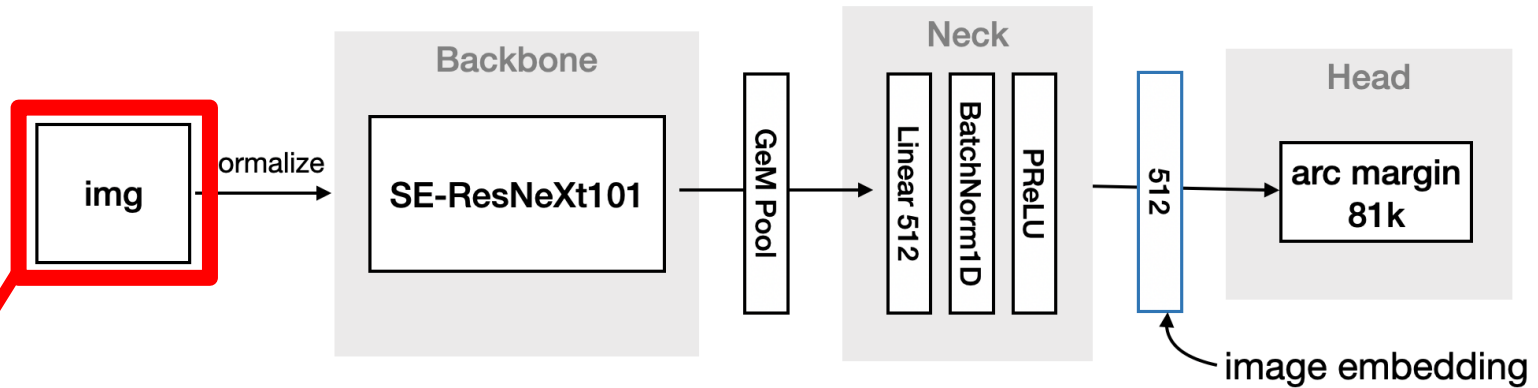 Backbone
Neck
Head
img
ormalize
SE-ResNeXt101
GeM Pool
Linear 512
BatchNorm1D
PReLU
512
arc margin
81k
image embedding